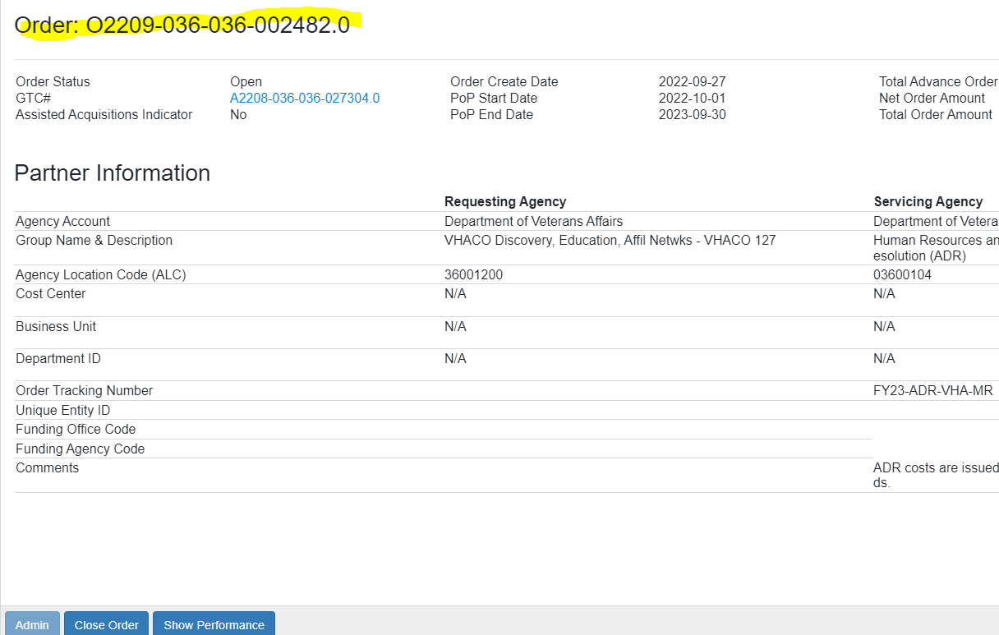 Order: O2209-036-036-002482.0
Order Status Open Order Create Date 2022-09-27 Total Advance Order
GTC# A2208-036-036-027304.0 PoP Start Date 2022-10-01 Net Order Amount
Assisted Acquisitions Indicator No PoP End Date 2023-09-30 Total Order Amount
Partner Information
Requesting Agency Servicing Agency
Agency Account Department of Veterans Affairs Department of Vetera
Group Name & Description VHACO Discovery, Education, Affil Netwks - VHACO 127 Human Resources an
esolution (ADR)
Agency Location Code (ALC) 36001200 03600104
Cost Center N/A N/A
Business Unit N/A N/A
Department ID N/A N/A
Order Tracking Number FY23-ADR-VHA-MR
Unique Entity ID
Funding Office Code
Funding Agency Code
Comments ADR costs are issued
ds.
Admin Close Order Show Performance